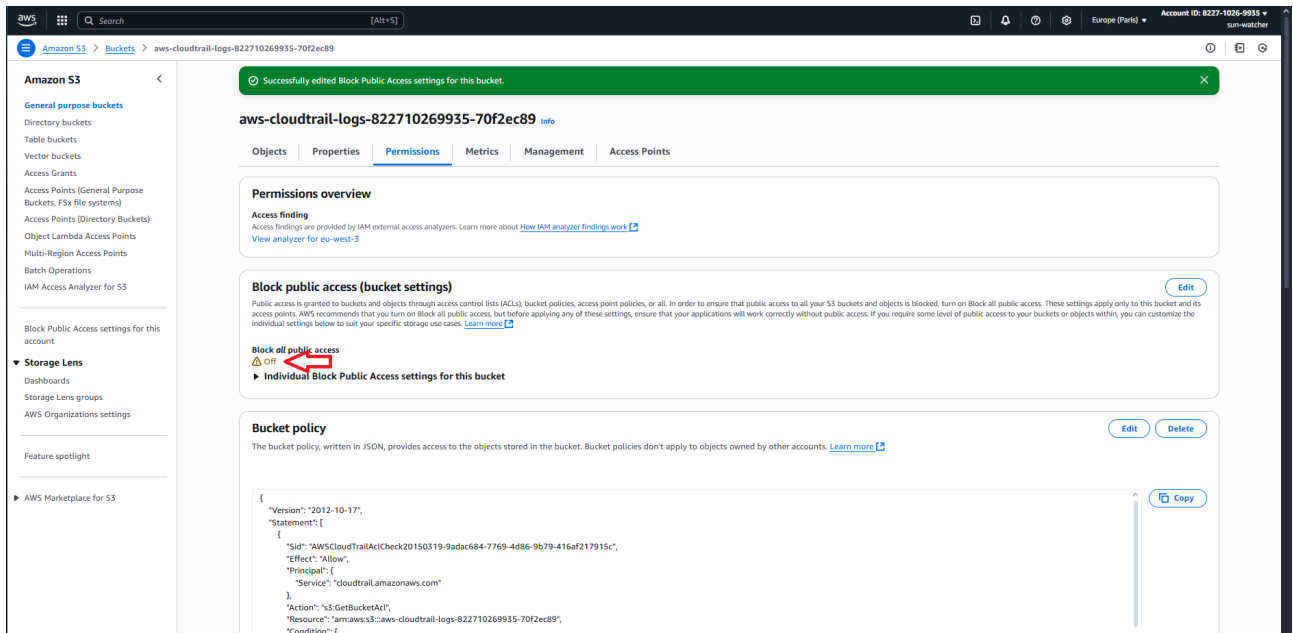 aws
Search
[Alt+S]
Europe (Paris)
Account ID: 8227-1026-9935
sun-watcher
Amazon S3 > Buckets > aws-cloudtrail-logs-822710269935-70f2ec89
Amazon S3
General purpose buckets
Directory buckets
Table buckets
Vector buckets
Access Grants
Access Points (General Purpose
Buckets, FSx file systems)
Access Points (Directory Buckets)
Object Lambda Access Points
Multi-Region Access Points
Batch Operations
IAM Access Analyzer for S3
Block Public Access settings for this
account
Storage Lens
Dashboards
Storage Lens groups
AWS Organizations settings
Feature spotlight
AWS Marketplace for S3
Successfully edited Block Public Access settings for this bucket.
aws-cloudtrail-logs-822710269935-70f2ec89 Info
Objects
Properties
Permissions
Metrics
Management
Access Points
Permissions overview
Access finding
Access findings are provided by IAM external access analyzers. Learn more about How IAM analyzer findings work
View analyzer for eu-west-3
Block public access (bucket settings)
Edit
Public access is granted to buckets and objects through access control lists (ACLs), bucket policies, access point policies, or all. In order to ensure that public access to all your S3 buckets and objects is blocked, turn on Block all public access. These settings apply only to this bucket and its
access points. AWS recommends that you turn on Block all public access, but before applying any of these settings, ensure that your applications will work correctly without public access. If you require some level of public access to your buckets or objects within, you can customize the
individual settings below to suit your specific storage use cases. Learn more
Block all public access
Off
Individual Block Public Access settings for this bucket
Bucket policy
Edit
Delete
The bucket policy, written in JSON, provides access to the objects stored in the bucket. Bucket policies don't apply to objects owned by other accounts. Learn more
Copy
{
"Version": "2012-10-17",
"Statement": [
{
"Sid": "AWSCloudTrailAclCheck20150319-9adac684-7769-4d86-9b79-416af217915c",
"Effect": "Allow",
"Principal": {
"Service": "cloudtrail.amazonaws.com"
},
"Action": "s3:GetBucketAcl",
"Resource": "arn:aws:s3:::aws-cloudtrail-logs-822710269935-70f2ec89",
"Condition": {